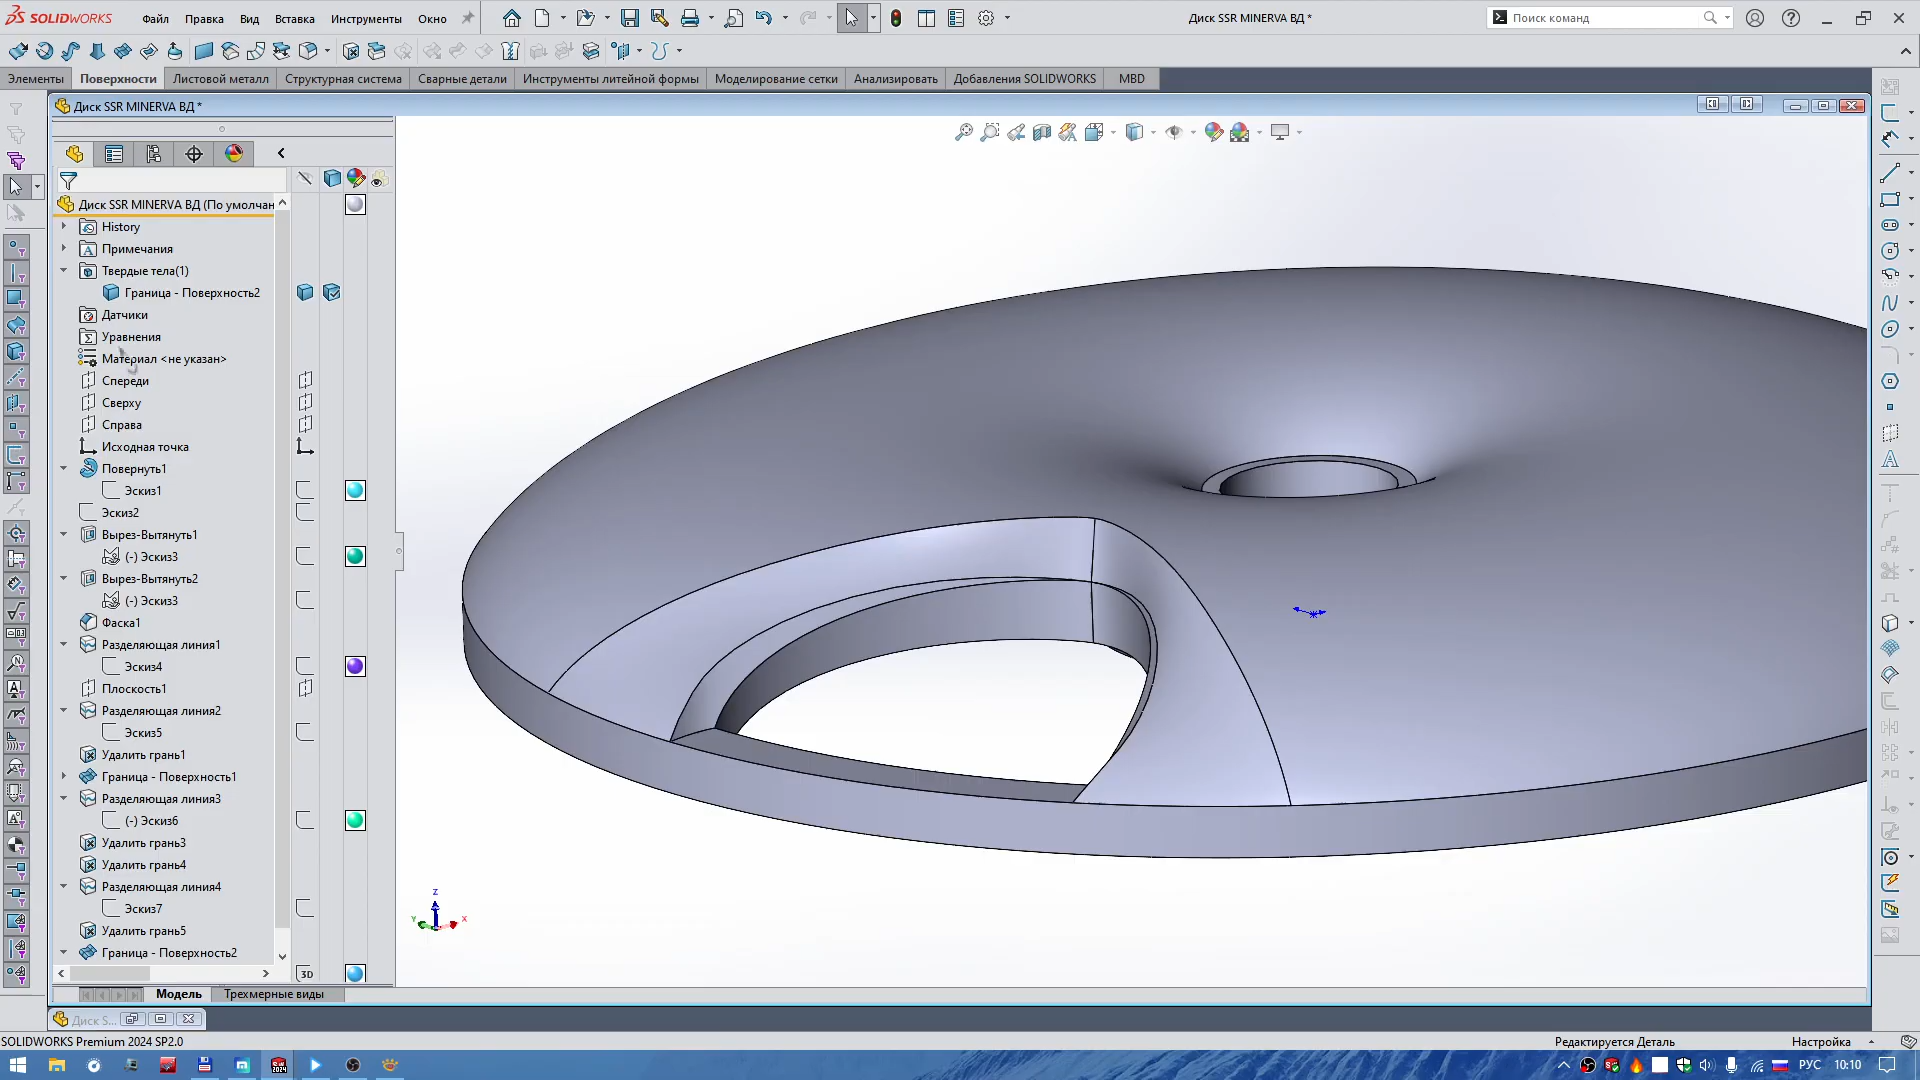 SOLIDWORKS
Файл
Правка
Вид
Вставка
Инструменты
Окно
Диск SSR MINERVA ВД *
Поиск команд
Элементы
Поверхности
Листовой металл
Структурная система
Сварные детали
Инструменты литейной формы
Моделирование сетки
Анализировать
Добавления SOLIDWORKS
MBD
Диск SSR MINERVA ВД *
Диск SSR MINERVA ВД (По умолчан
History
Примечания
Твердые тела(1)
Граница - Поверхность2
Датчики
Уравнения
Материал <не указан>
Спереди
Сверху
Справа
Исходная точка
Повернуть1
Эскиз1
Эскиз2
Вырез-Вытянуть1
(-) Эскиз3
Вырез-Вытянуть2
(-) Эскиз3
Фаска1
Разделяющая линия1
Эскиз4
Плоскость1
Разделяющая линия2
Эскиз5
Удалить грань1
Граница - Поверхность1
Разделяющая линия3
(-) Эскиз6
Удалить грань3
Удалить грань4
Разделяющая линия4
Эскиз7
Удалить грань5
Граница - Поверхность2
3D
Z
Y
X
Модель
Трехмерные виды
Диск S...
SOLIDWORKS Premium 2024 SP2.0
Редактируется Деталь
Настройка
РУС
10:10